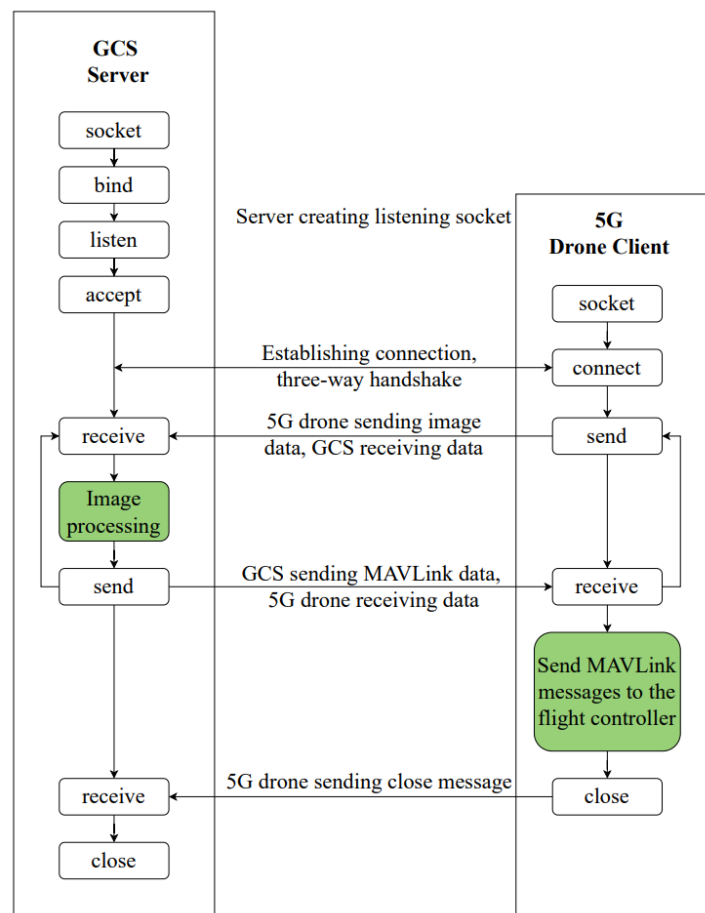 GCS
Server
socket
bind
listen
accept
Server creating listening socket
5G
Drone Client
socket
Establishing connection,
three-way handshake
connect
receive
5G drone sending image
data, GCS receiving data
send
Image
processing
send
GCS sending MAVLink data,
5G drone receiving data
receive
Send MAVLink
messages to the
flight controller
receive
5G drone sending close message
close
close